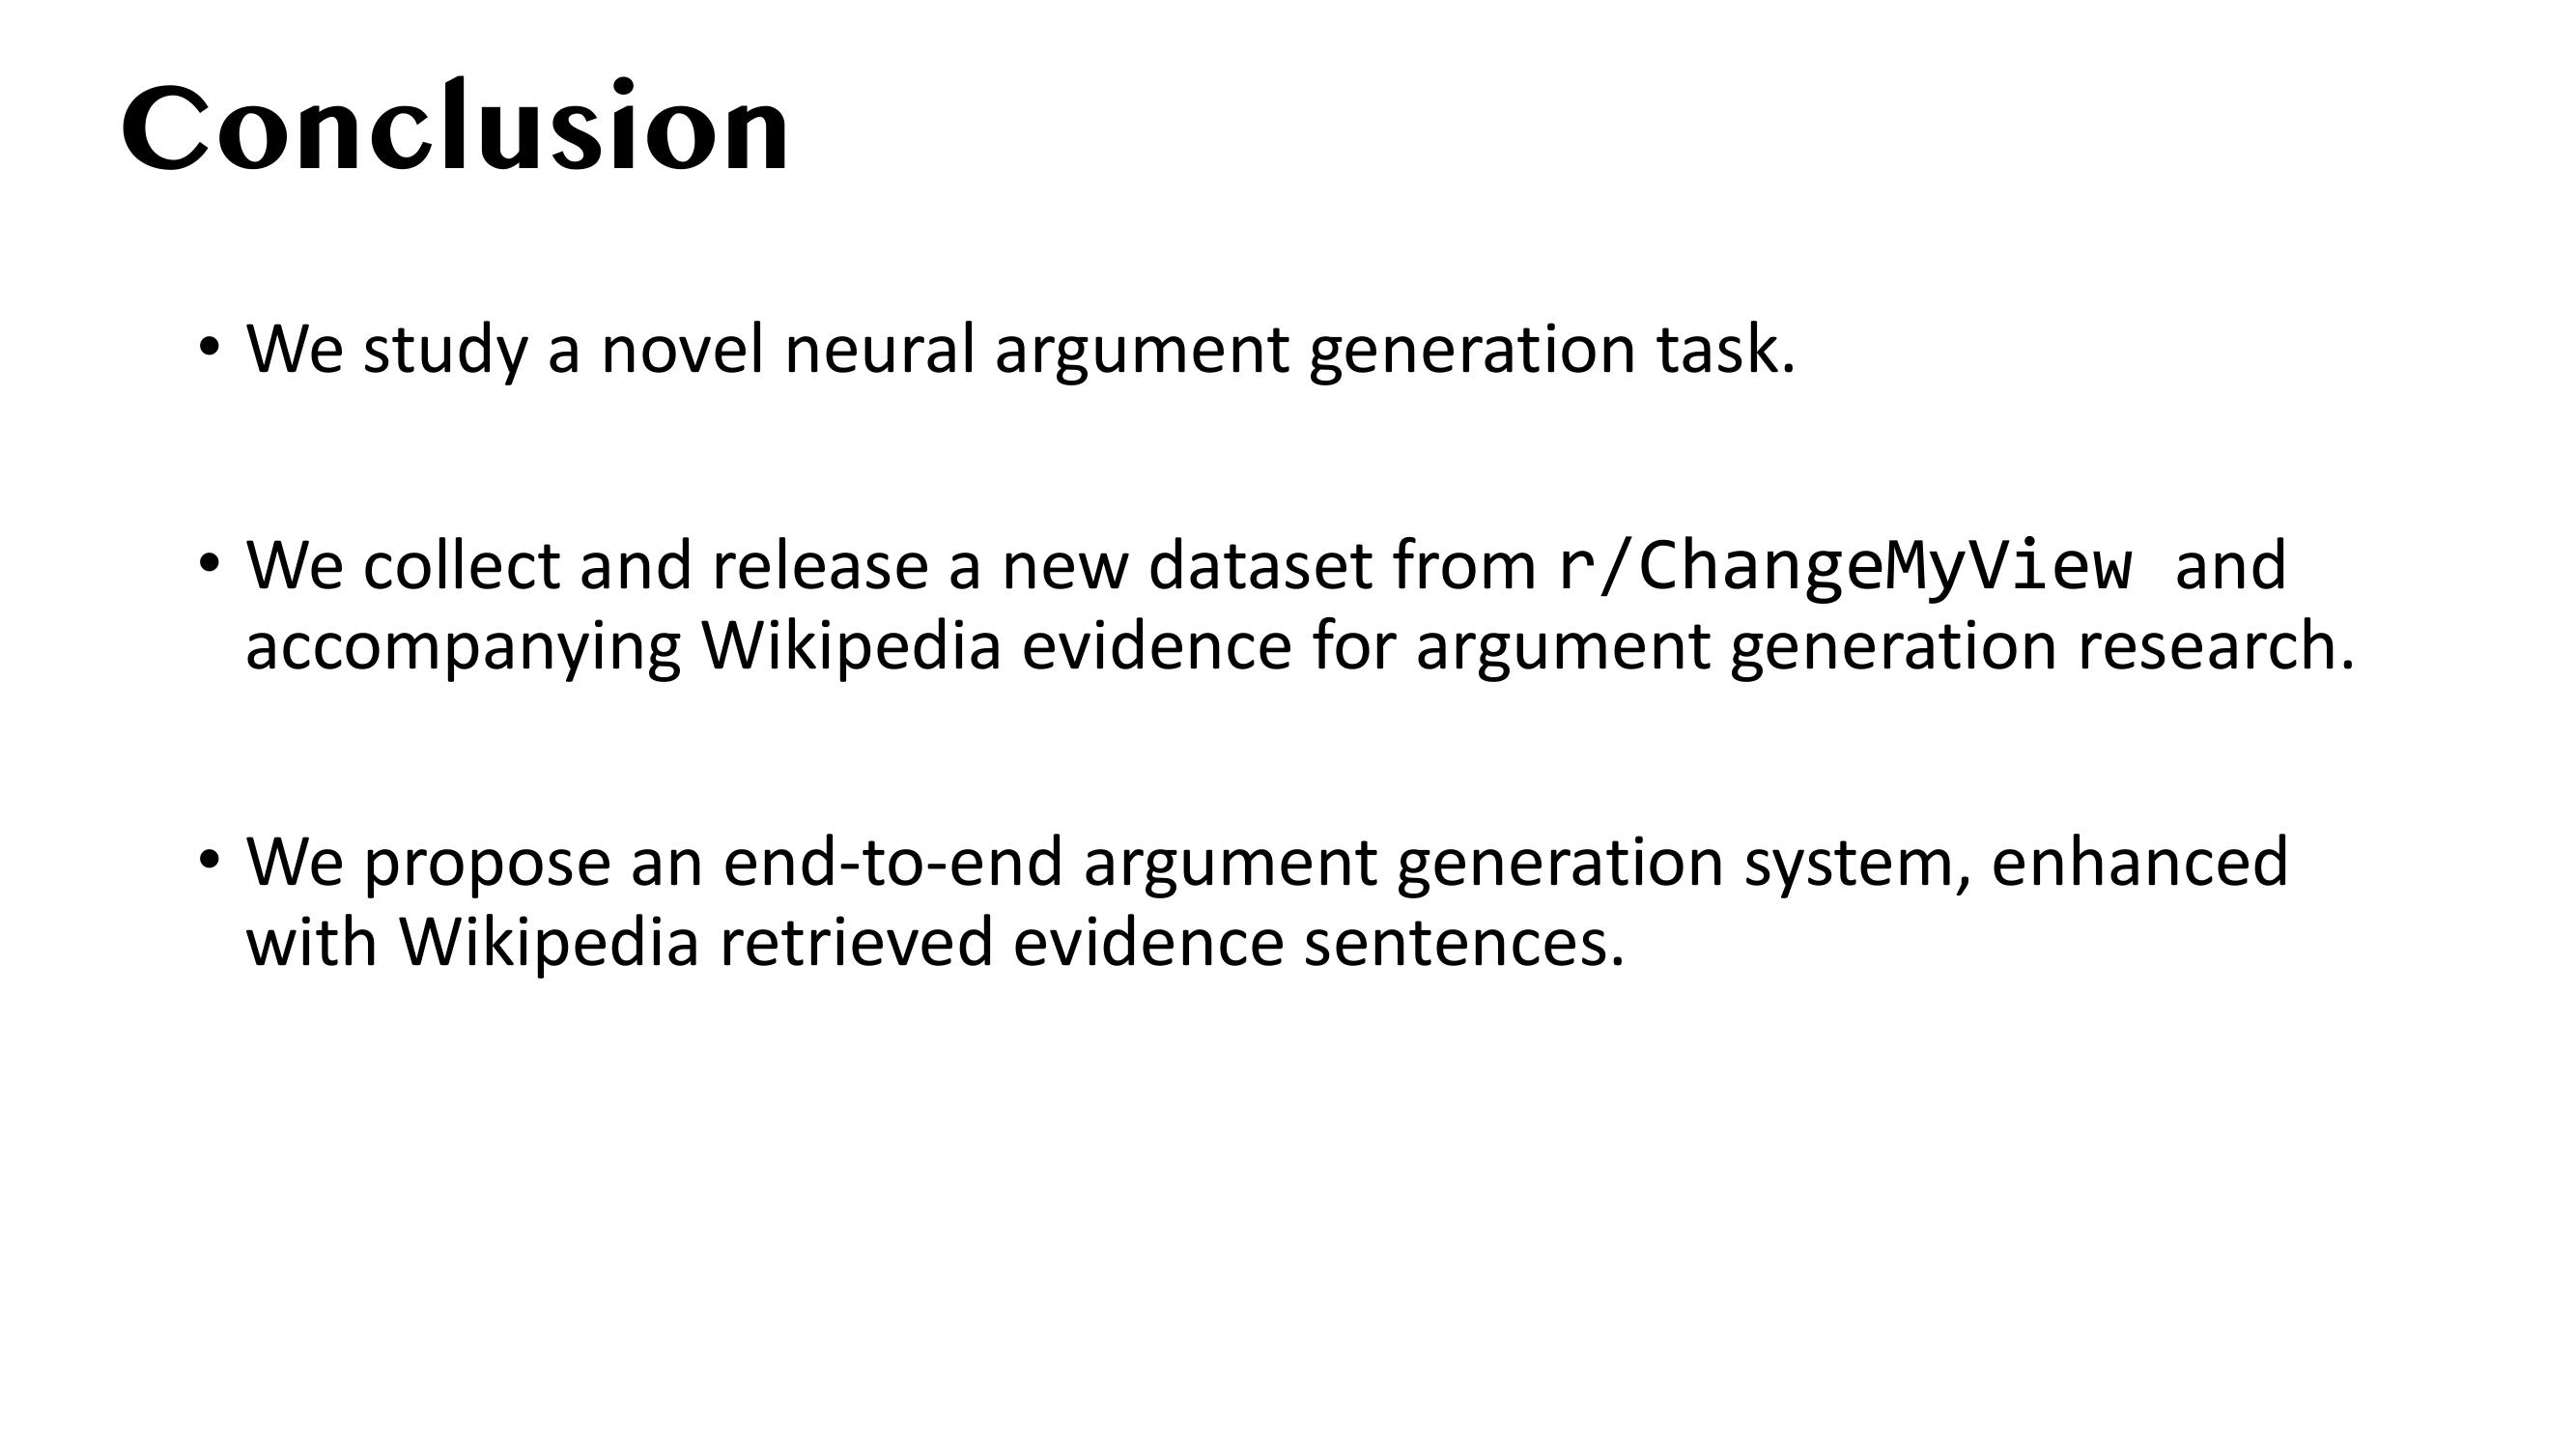 Conclusion
• We study a novel neural argument generation task.
• We collect and release a new dataset from r/ChangeMyView and
accompanying Wikipedia evidence for argument generation research.
• We propose an end-to-end argument generation system, enhanced
with Wikipedia retrieved evidence sentences.